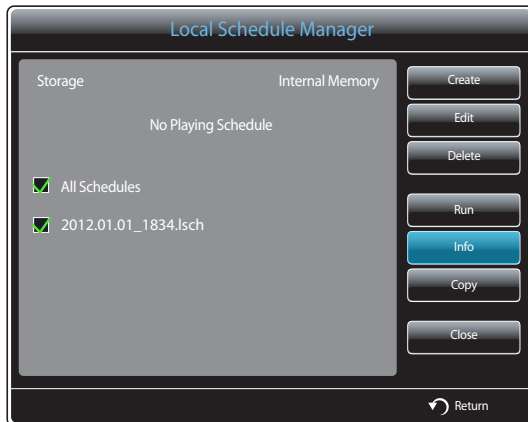 Local Schedule Manager
Storage Internal Memory
No Playing Schedule
All Schedules
2012.01.01_1834.lsch
Create
Edit
Delete
Run
Info
Copy
Close
Return